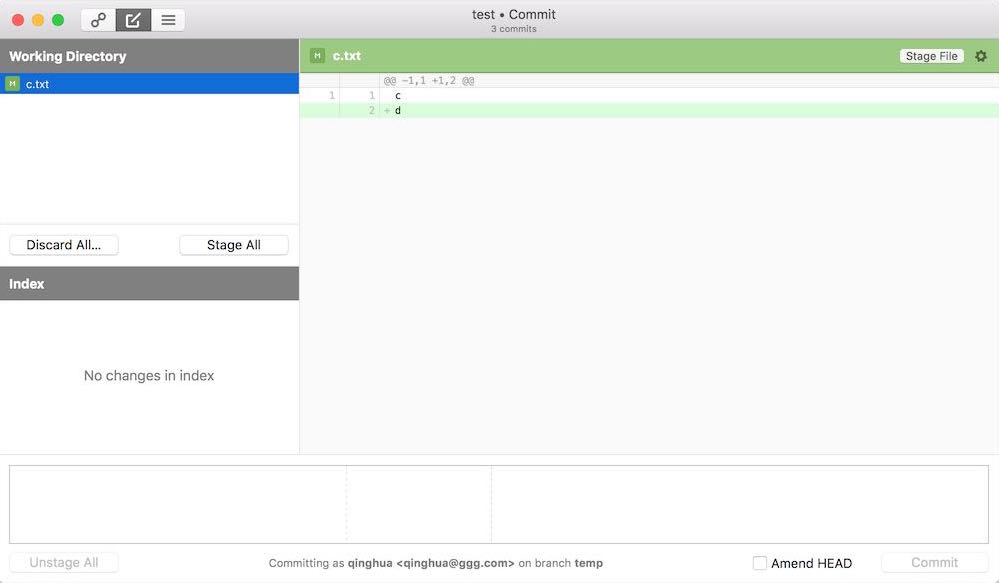 test • Commit
3 commits
Working Directory
M c.txt
Discard All...
Stage All
Index
No changes in index
M c.txt
Stage File
@@ -1,1 +1,2 @@
1 1 c
2 + d
Unstage All
Committing as qinghua <qinghua@ggg.com> on branch temp
Amend HEAD
Commit